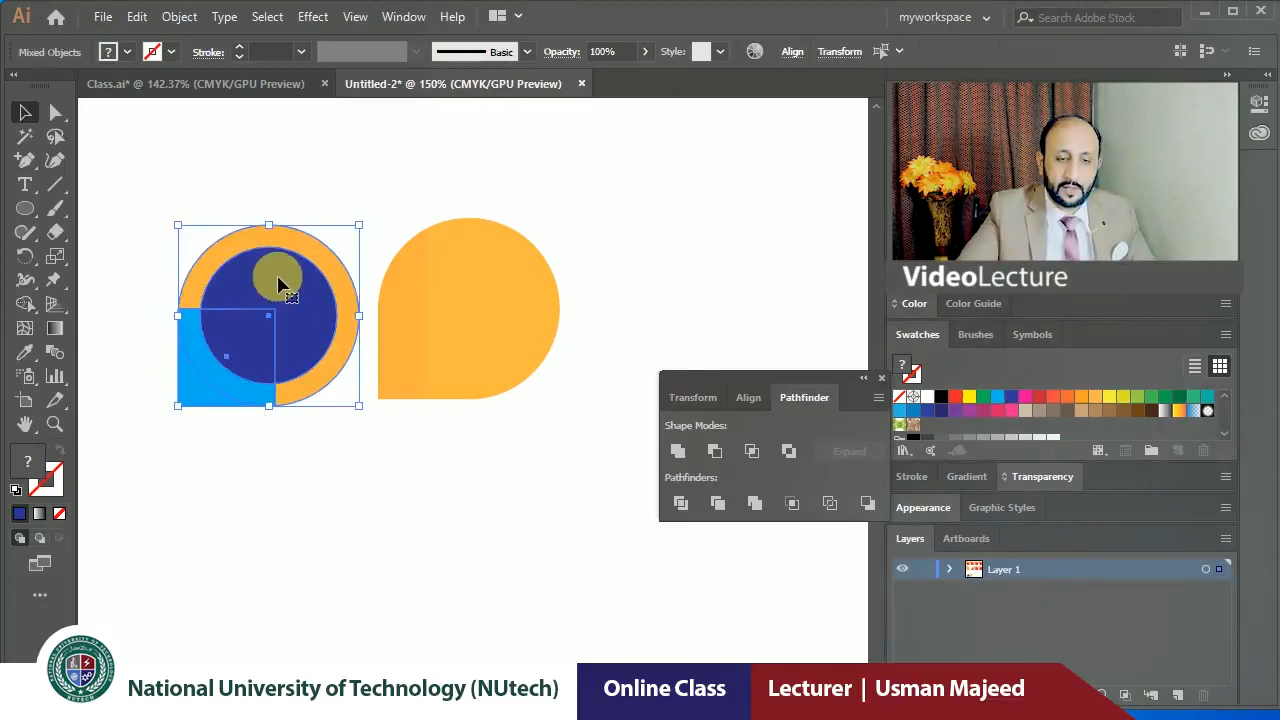 Ai File Edit Object Type Select Effect View Window Help myworkspace Search Adobe Stock
Mixed Objects ? Stroke: Basic Opacity: 100% Style: Align Transform
Class.ai* @ 142.37% (CMYK/GPU Preview) Untitled-2* @ 150% (CMYK/GPU Preview)
VideoLecture
Color Color Guide
Swatches Brushes Symbols
?
Transform Align Pathfinder
Shape Modes:
Expand
Pathfinders:
?
Stroke Gradient Transparency
Appearance Graphic Styles
Layers Artboards
Layer 1
National University of Technology (NUtech) Online Class Lecturer | Usman Majeed